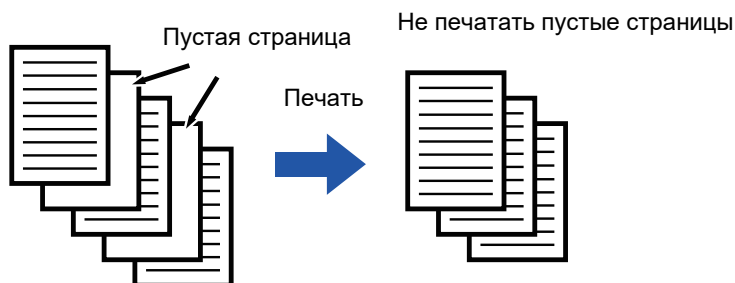 Не печатать пустые страницы
Пустая страница
Печать